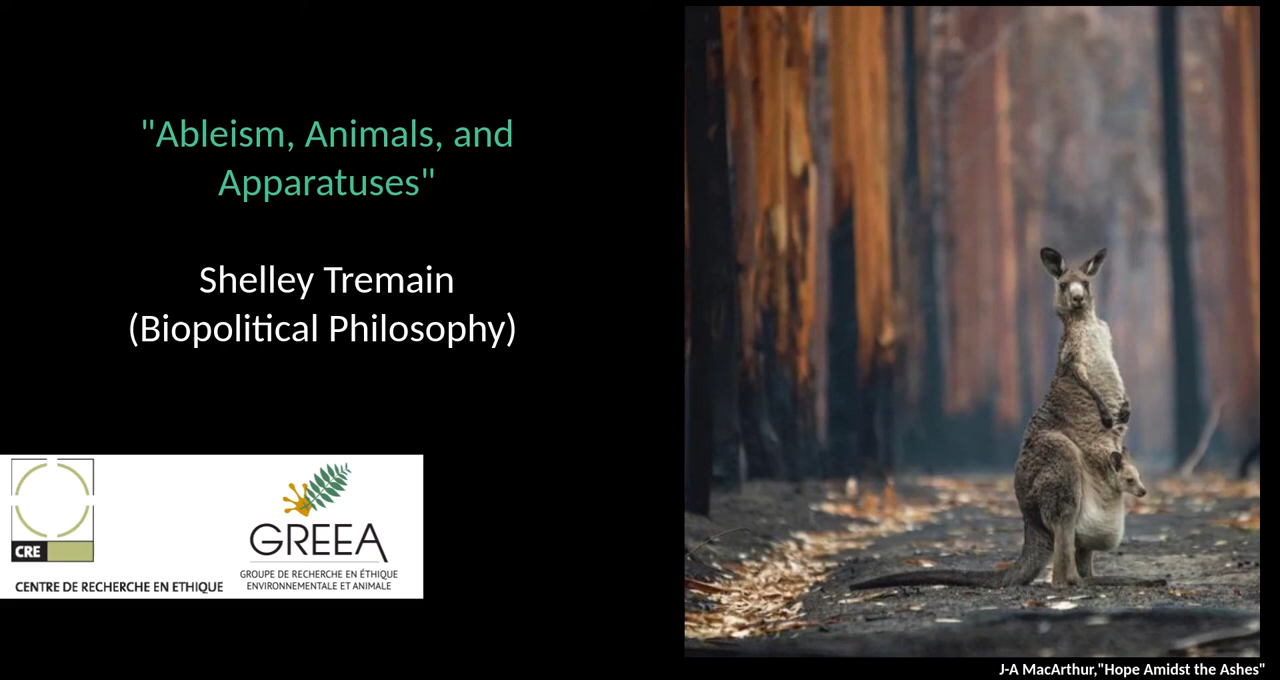 "Ableism, Animals, and
Apparatuses"
Shelley Tremain
(Biopolitical Philosophy)
CRE
CENTRE DE RECHERCHE EN ETHIQUE
GREEA
GROUPE DE RECHERCHE EN ÉTHIQUE
ENVIRONNEMENTALE ET ANIMALE
J-A MacArthur,"Hope Amidst the Ashes"